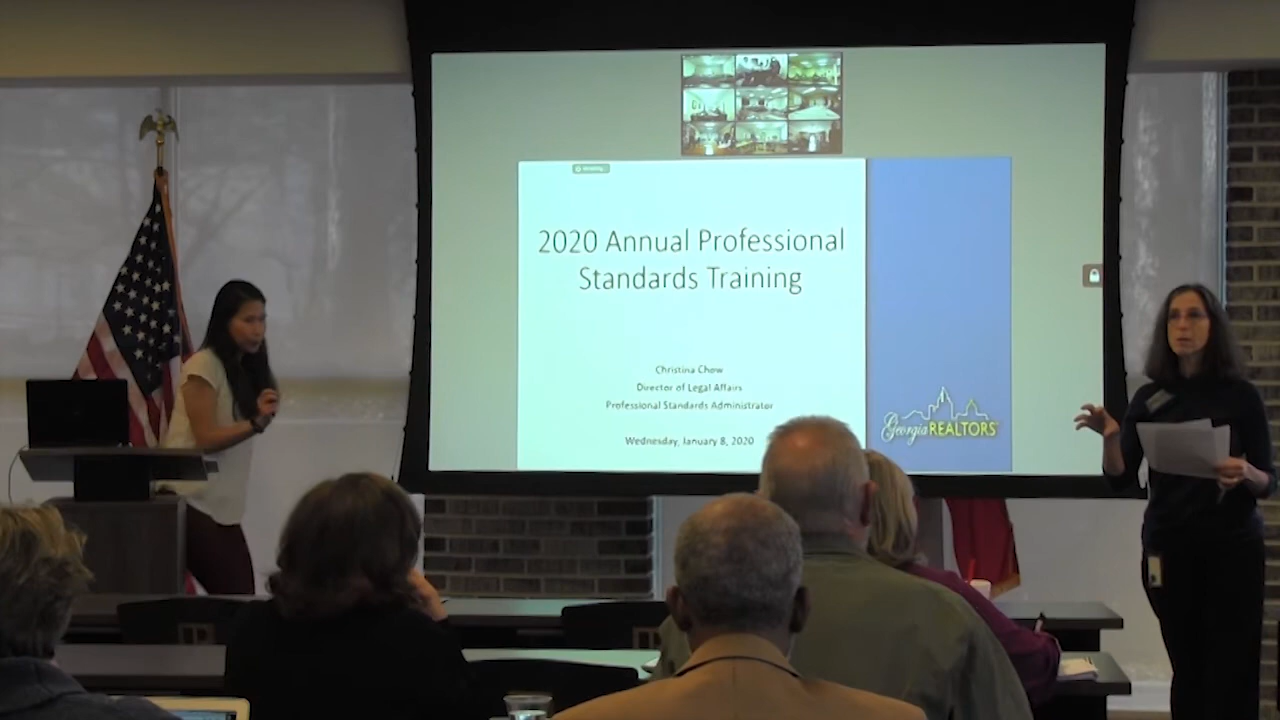 2020 Annual Professional
Standards Training
Christina Chow
Director of Legal Affairs
Professional Standards Administrator
Wednesday, January 8, 2020
Georgia REALTORS